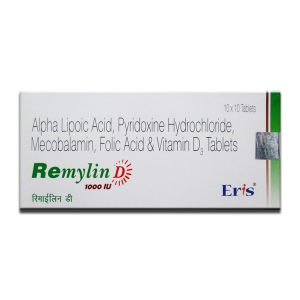 10 x 10 Tablets
Alpha Lipoic Acid, Pyridoxine Hydrochloride,
Mecobalamin, Folic Acid & Vitamin D3 Tablets
Remylin D
1000 IU
रिमाईलिन डी
Eris